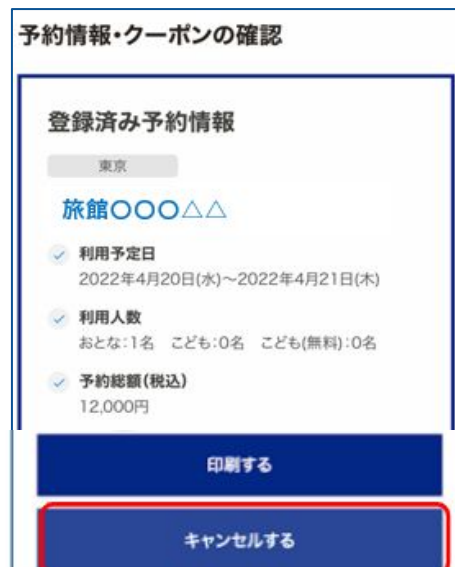 予約情報・クーポンの確認
登録済み予約情報
東京
旅館〇〇〇△△
利用予定日
2022年4月20日(水)~2022年4月21日(木)
利用人数
おとな:1名 こども:0名 こども(無料):0名
予約総額(税込)
12,000円
印刷する
キャンセルする